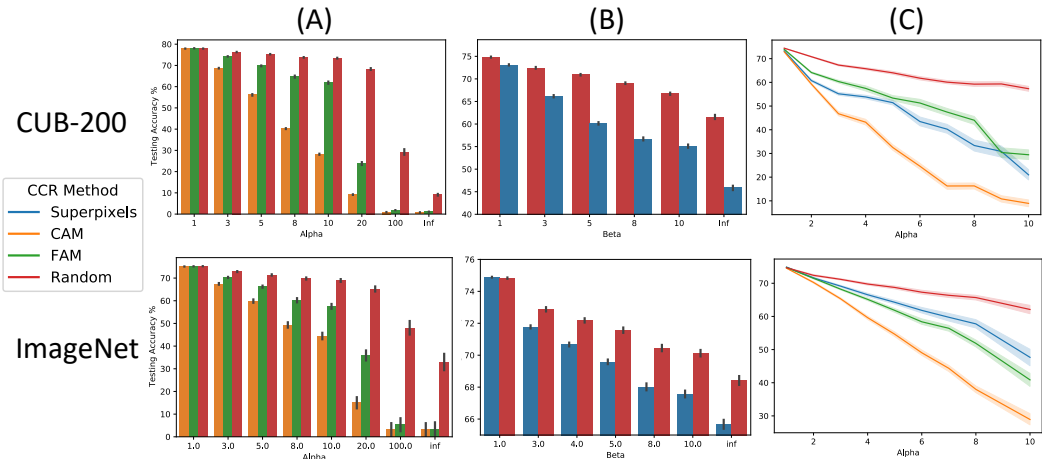 (A) (B) (C)
CUB-200
Testing Accuracy %
80
70
60
50
40
30
20
10
0
1 3 5 8 10 20 100 Inf
Alpha
75
70
65
60
55
50
45
40
1 3 5 8 10 Inf
Beta
70
60
50
40
30
20
10
2 4 6 8 10
Alpha
CCR Method
Superpixels
CAM
FAM
Random
ImageNet
Testing Accuracy %
70
60
50
40
30
20
10
0
1.0 3.0 5.0 8.0 10.0 20.0 100.0 inf
Alpha
76
74
72
70
68
66
1.0 3.0 4.0 5.0 8.0 10.0 inf
Beta
70
60
50
40
30
2 4 6 8 10
Alpha